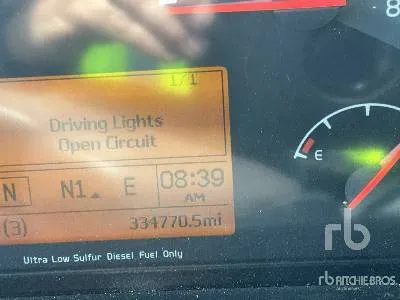 8
1/1
Driving Lights
Open Circuit
N N1 E 08:39
AM
(3) 334770.5mi
E
Ultra Low Sulfur Diesel Fuel Only
rb
rb RITCHIE BROS.